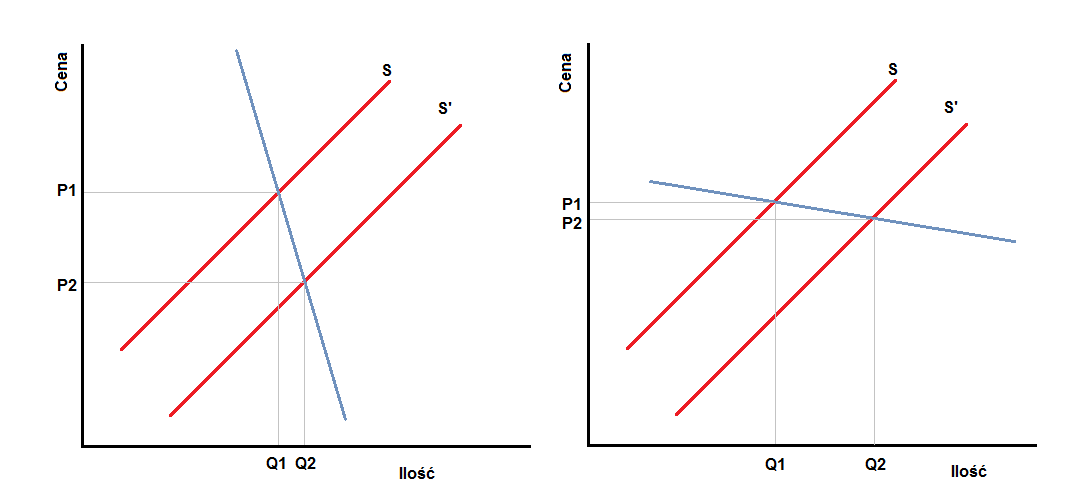 Cena
S
S'
P1
P2
Q1 Q2
Ilość
Cena
S
S'
P1
P2
Q1
Q2
Ilość